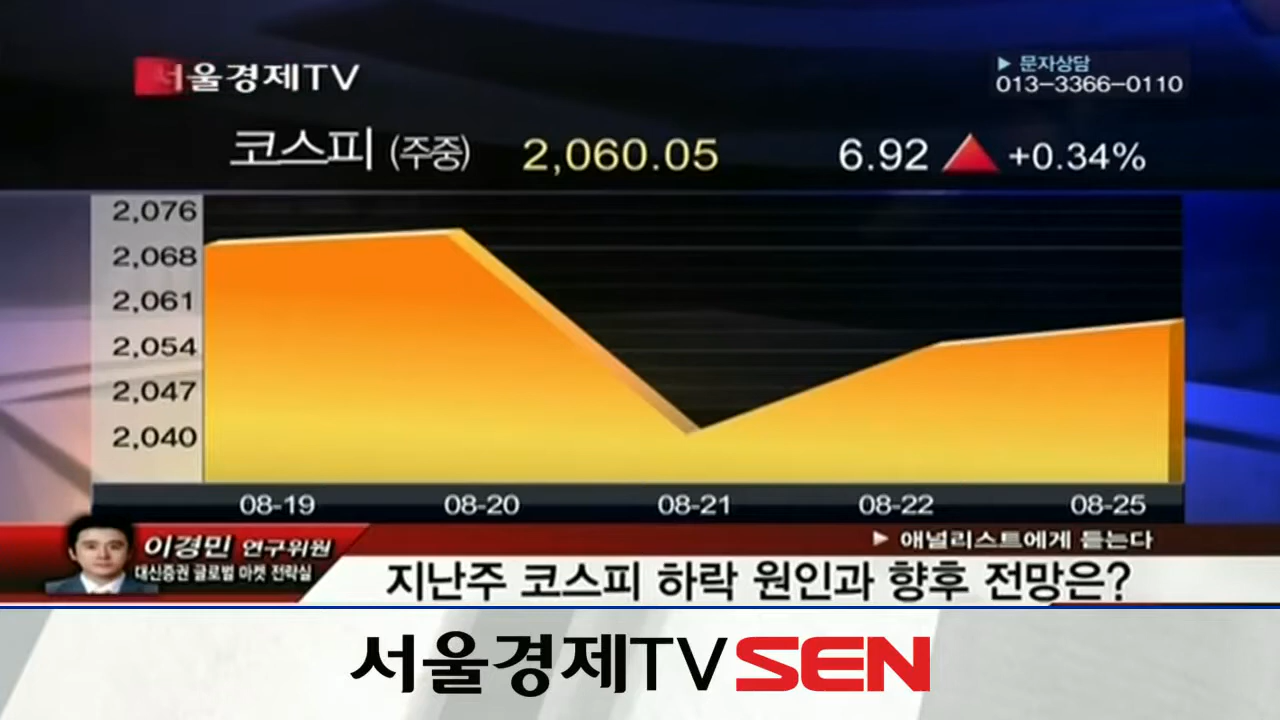 서울경제TV
▶ 문자상담
013-3366-0110
코스피 (주중) 2,060.05 6.92 ▲ +0.34%
2,076
2,068
2,061
2,054
2,047
2,040
08-19 08-20 08-21 08-22 08-25
이경민 연구위원
대신증권 글로벌 마켓 전략실
▶ 애널리스트에게 듣는다
지난주 코스피 하락 원인과 향후 전망은?
서울경제TV SEN